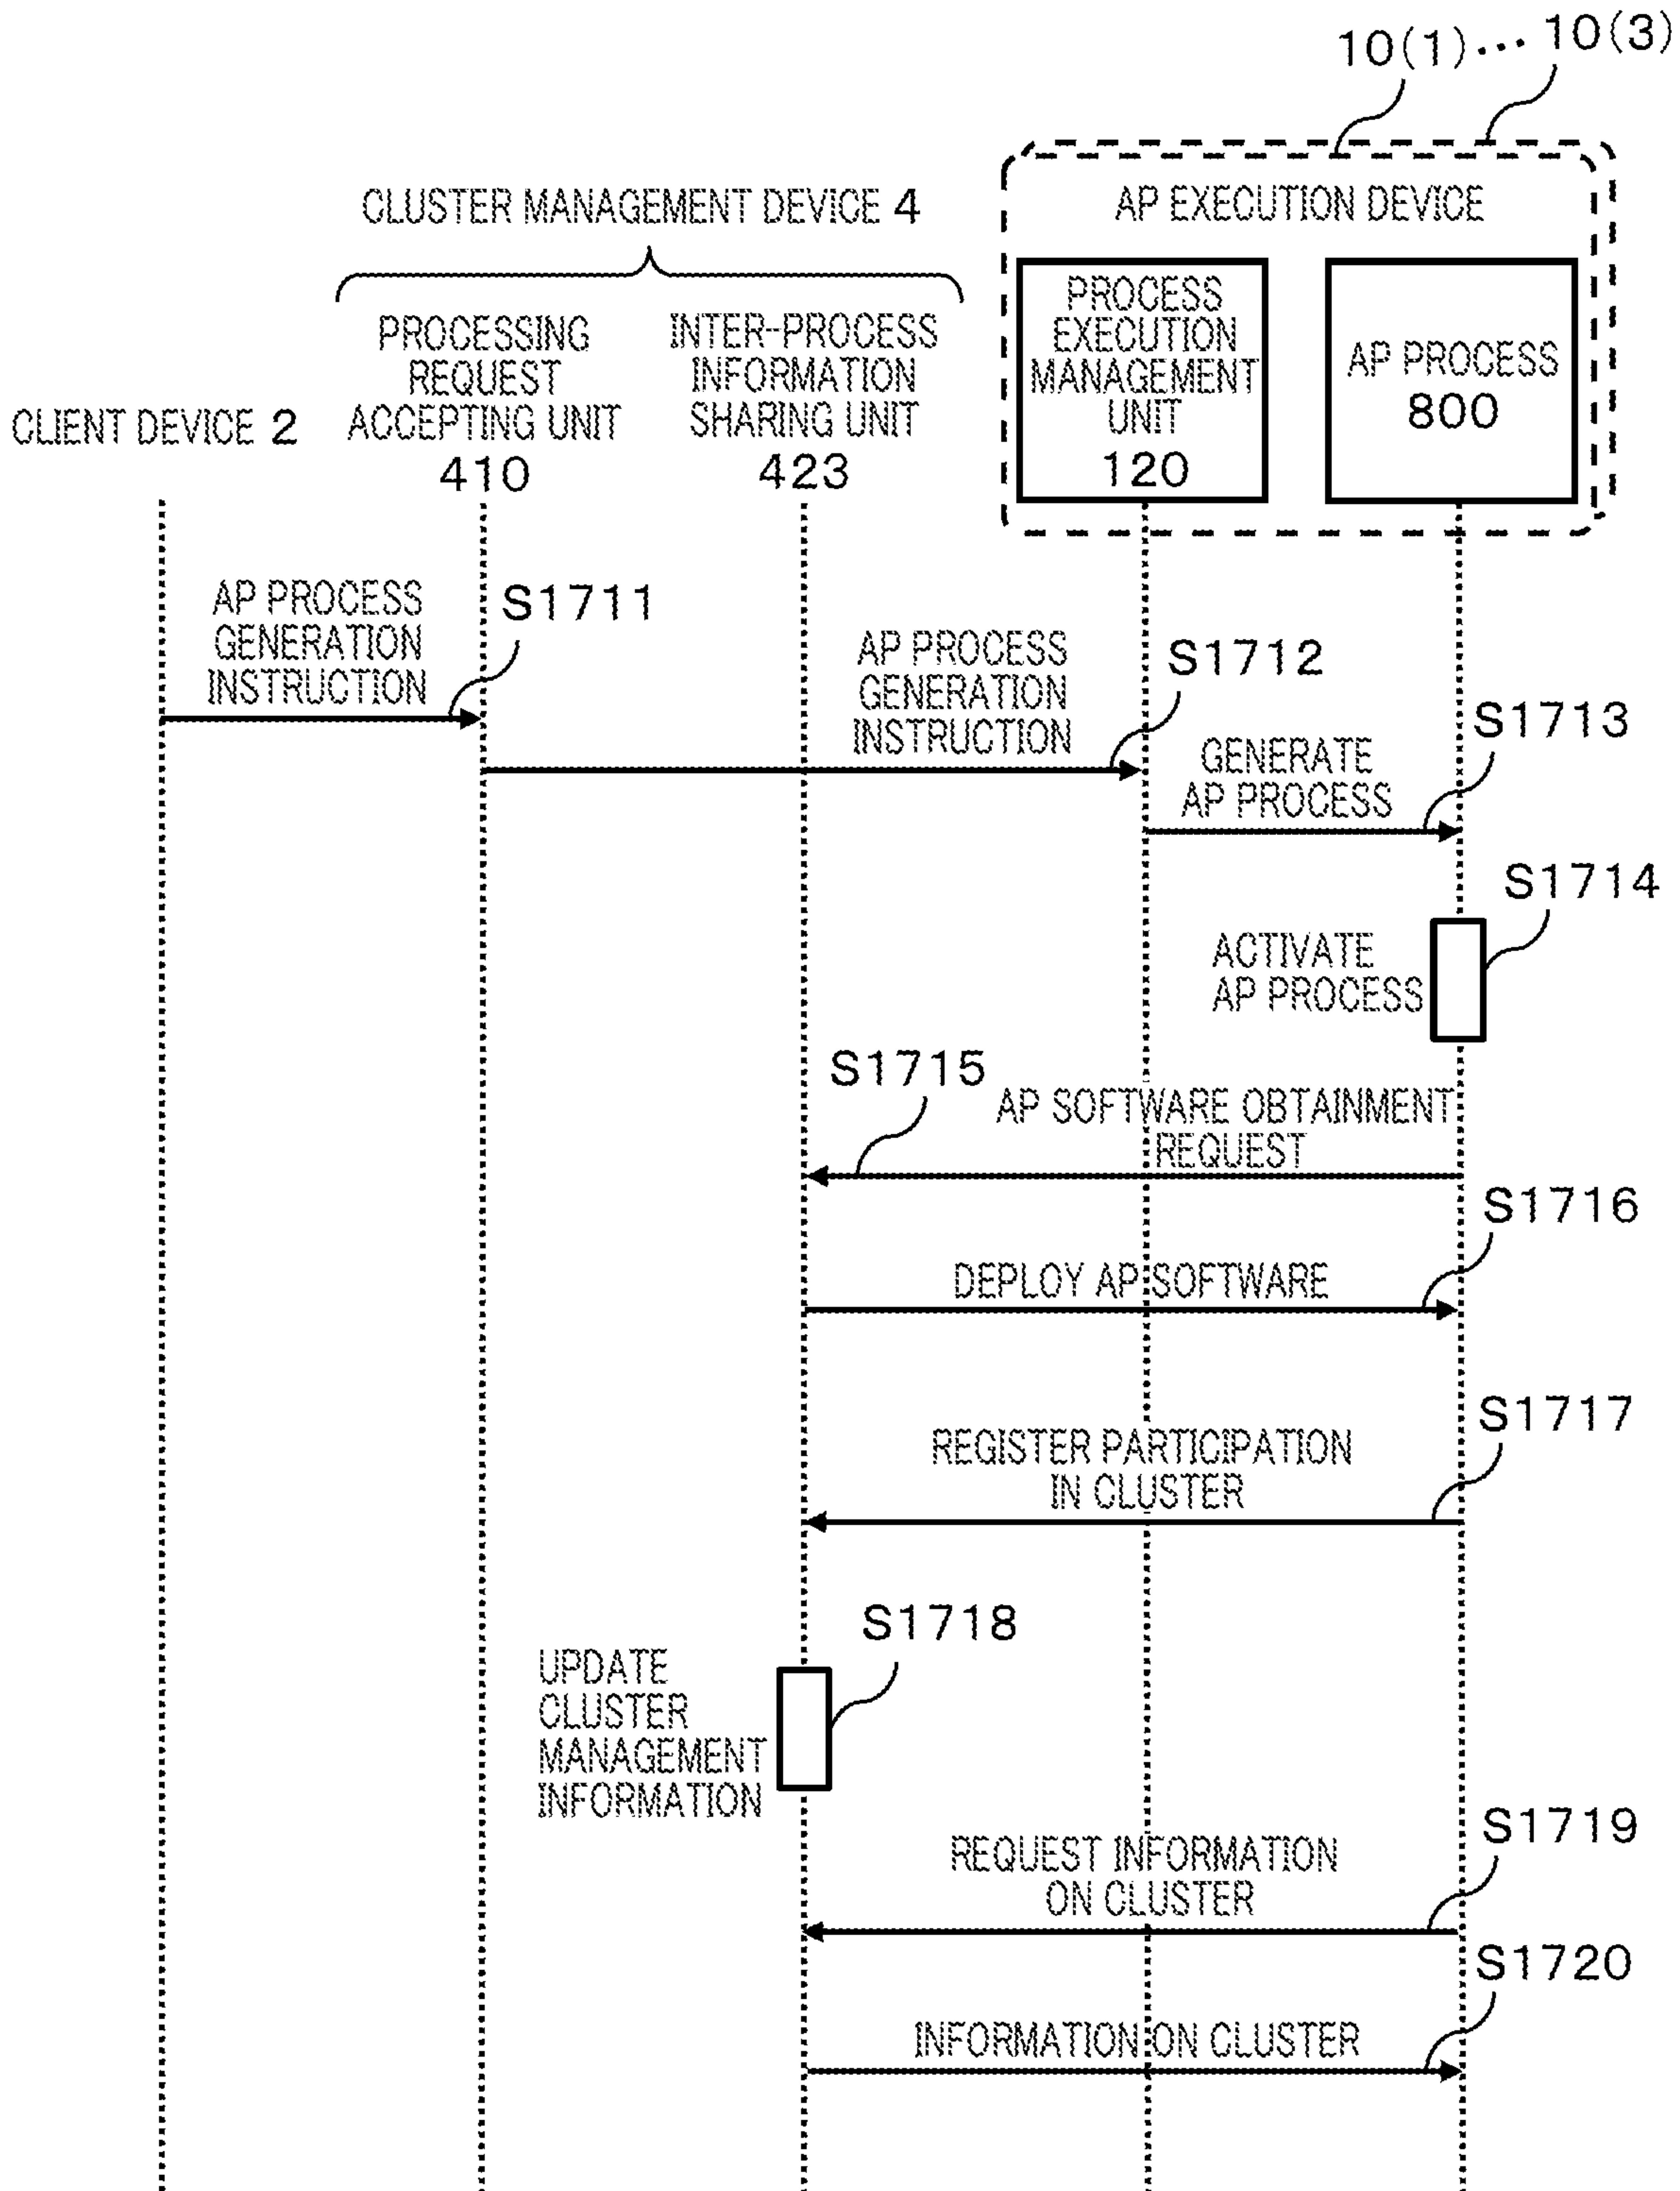 10(1)··· 10(3)
CLUSTER MANAGEMENT DEVICE 4
AP EXECUTION DEVICE
CLIENT DEVICE 2
PROCESSING
REQUEST
ACCEPTING UNIT
410
INTER-PROCESS
INFORMATION
SHARING UNIT
423
PROCESS
EXECUTION
MANAGEMENT
UNIT
120
AP PROCESS
800
AP PROCESS
GENERATION
INSTRUCTION
S1711
AP PROCESS
GENERATION
INSTRUCTION
S1712
GENERATE
AP PROCESS
S1713
ACTIVATE
AP PROCESS
S1714
S1715
AP SOFTWARE OBTAINMENT
REQUEST
S1716
DEPLOY AP SOFTWARE
S1717
REGISTER PARTICIPATION
IN CLUSTER
S1718
UPDATE
CLUSTER
MANAGEMENT
INFORMATION
S1719
REQUEST INFORMATION
ON CLUSTER
S1720
INFORMATION ON CLUSTER